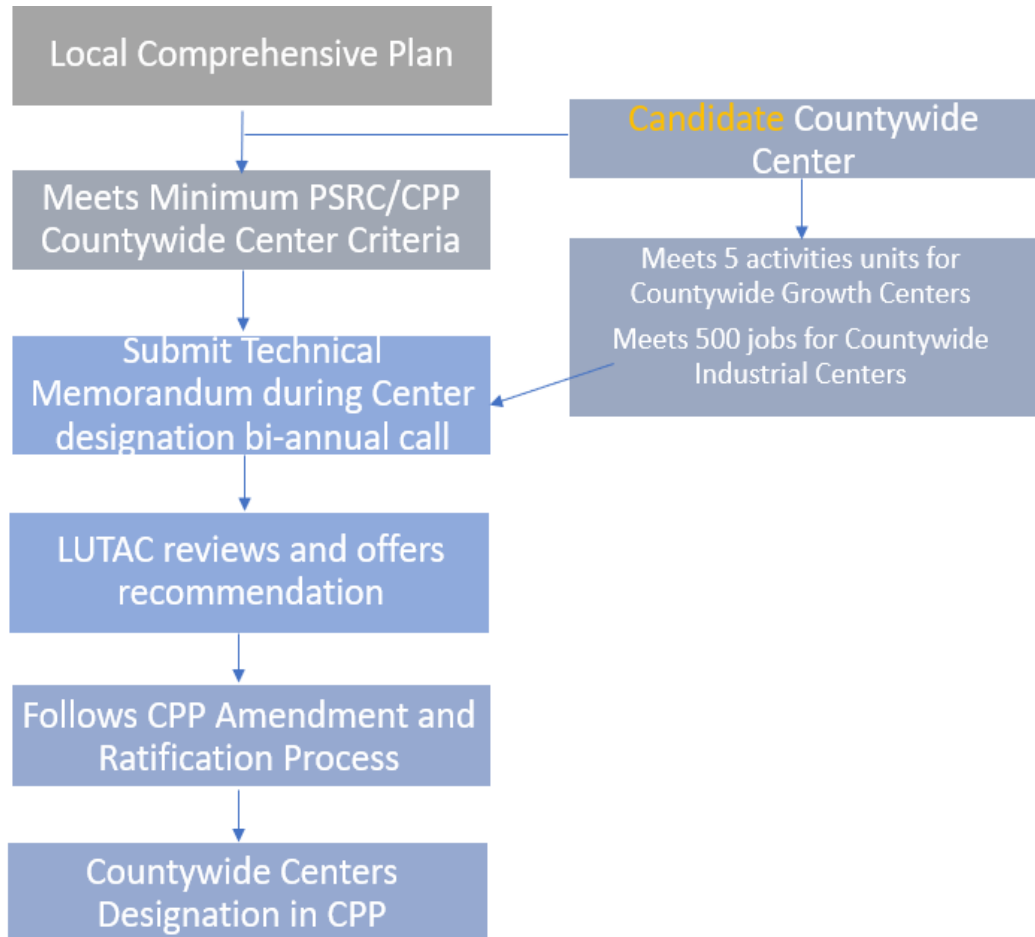 Local Comprehensive Plan
Candidate Countywide
Center
Meets Minimum PSRC/CPP
Countywide Center Criteria
Meets 5 activities units for
Countywide Growth Centers
Meets 500 jobs for Countywide
Industrial Centers
Submit Technical
Memorandum during Center
designation bi-annual call
LUTAC reviews and offers
recommendation
Follows CPP Amendment and
Ratification Process
Countywide Centers
Designation in CPP